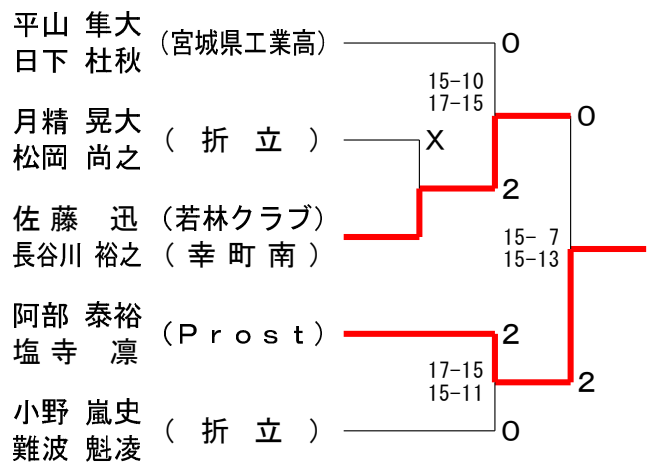 平山 隼大 (宮城県工業高) 0
日下 杜秋
15-10
17-15
0
月精 晃大 ( 折 立 ) X
松岡 尚之
2
佐藤 迅 (若林クラブ)
長谷川 裕之 ( 幸 町 南 )
15- 7
15-13
阿部 泰裕 (Ｐｒｏｓｔ) 2
塩寺 凛
17-15
15-11
2
小野 嵐史 ( 折 立 ) 0
難波 魁凌